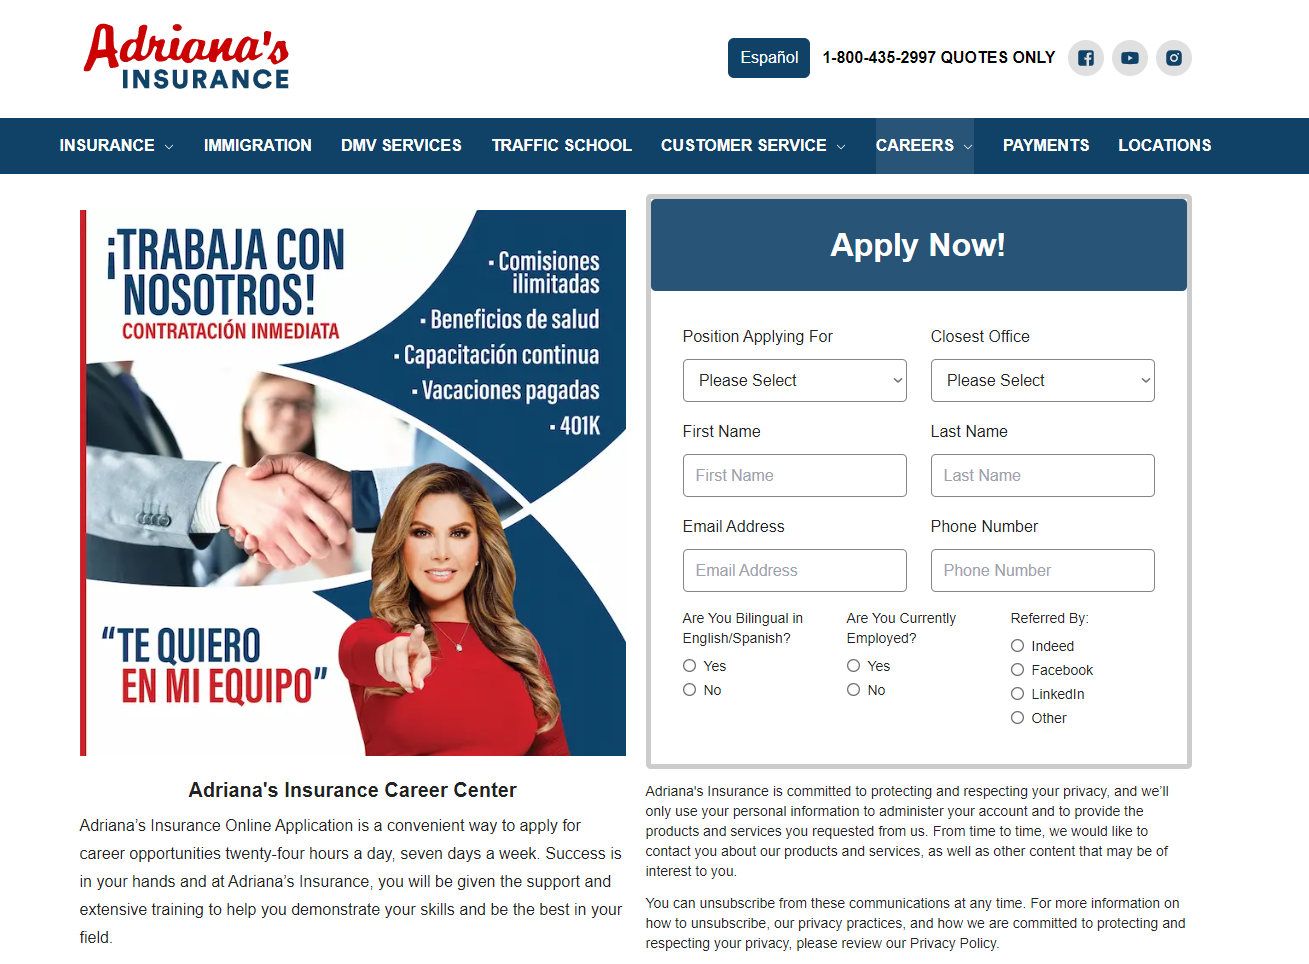 Adriana's
INSURANCE
Español
1-800-435-2997 QUOTES ONLY
INSURANCE
IMMIGRATION
DMV SERVICES
TRAFFIC SCHOOL
CUSTOMER SERVICE
CAREERS
PAYMENTS
LOCATIONS
¡TRABAJA CON
NOSOTROS!
CONTRATACIÓN INMEDIATA
· Comisiones
ilimitadas
· Beneficios de salud
· Capacitación continua
· Vacaciones pagadas
· 401K
“TE QUIERO
EN MI EQUIPO”
Adriana's Insurance Career Center
Adriana’s Insurance Online Application is a convenient way to apply for
career opportunities twenty-four hours a day, seven days a week. Success is
in your hands and at Adriana’s Insurance, you will be given the support and
extensive training to help you demonstrate your skills and be the best in your
field.
Apply Now!
Position Applying For
Closest Office
Please Select
Please Select
First Name
Last Name
First Name
Last Name
Email Address
Phone Number
Email Address
Phone Number
Are You Bilingual in
English/Spanish?
Yes
No
Are You Currently
Employed?
Yes
No
Referred By:
Indeed
Facebook
LinkedIn
Other
Adriana's Insurance is committed to protecting and respecting your privacy, and we’ll
only use your personal information to administer your account and to provide the
products and services you requested from us. From time to time, we would like to
contact you about our products and services, as well as other content that may be of
interest to you.
You can unsubscribe from these communications at any time. For more information on
how to unsubscribe, our privacy practices, and how we are committed to protecting and
respecting your privacy, please review our Privacy Policy.